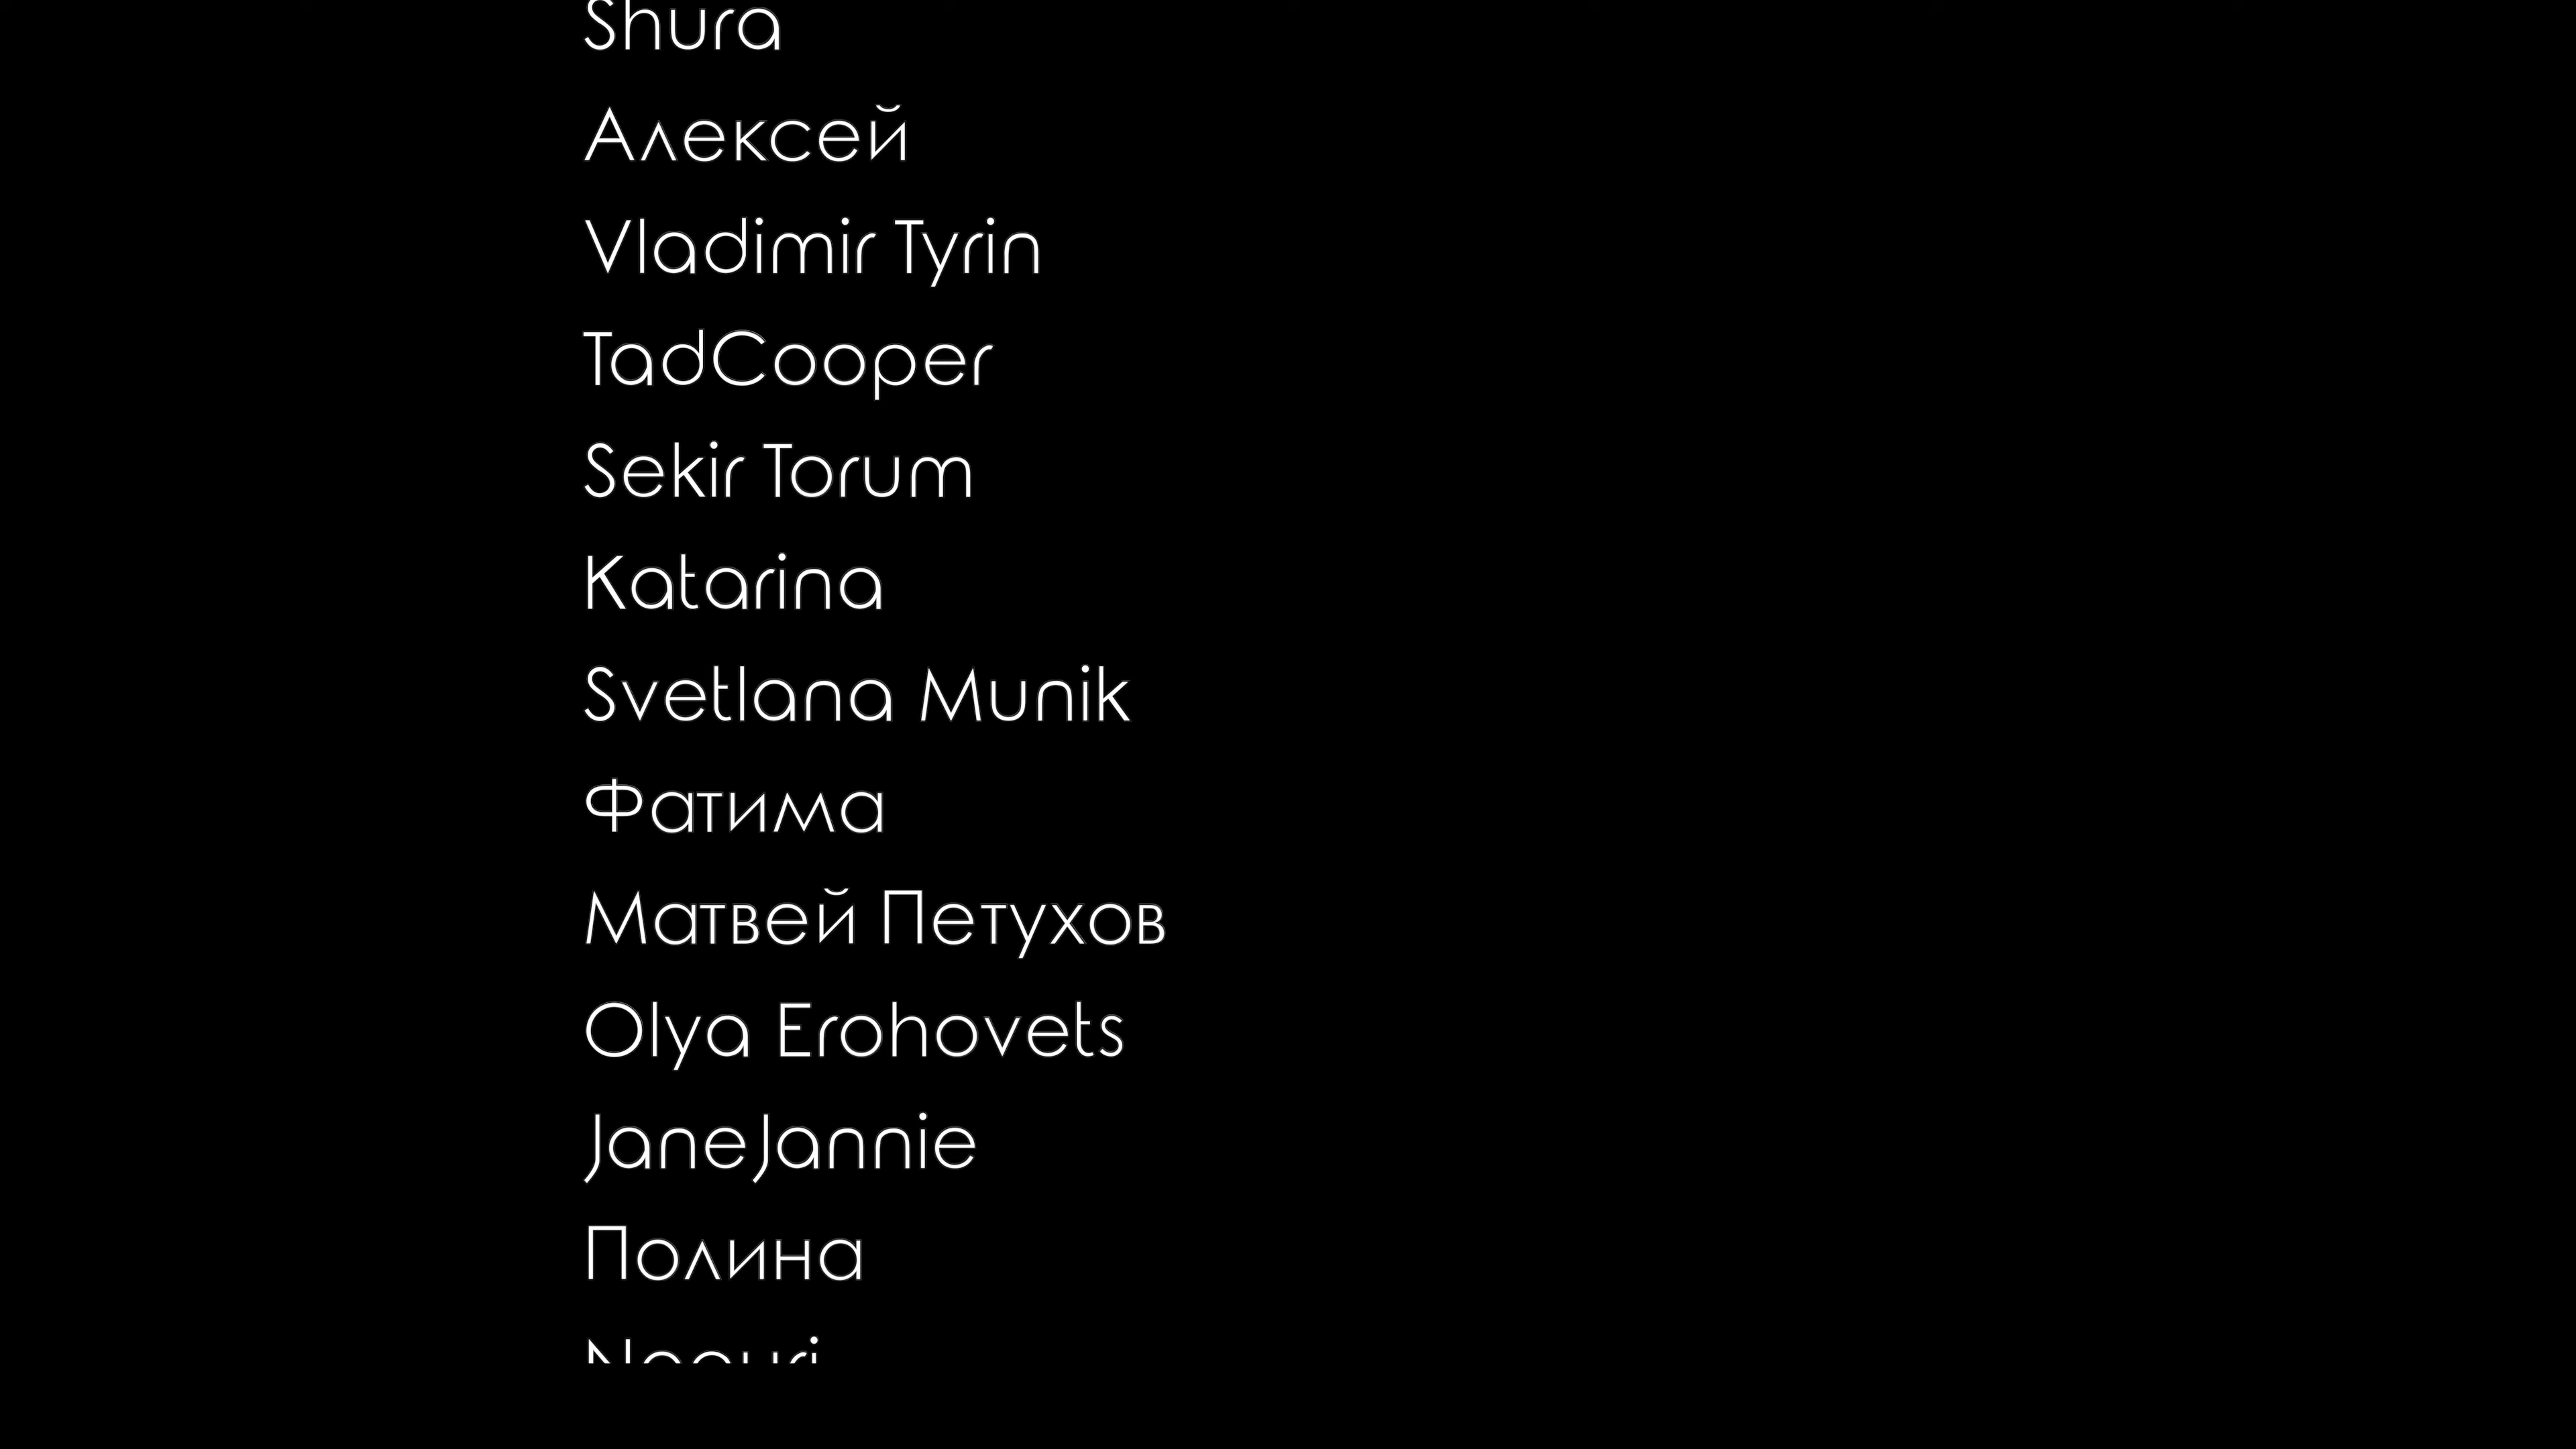 Shura
Алексей
Vladimir Tyrin
TadCooper
Sekir Torum
Katarina
Svetlana Munik
Фатима
Матвей Петухов
Olya Erohovets
JaneJannie
Полина